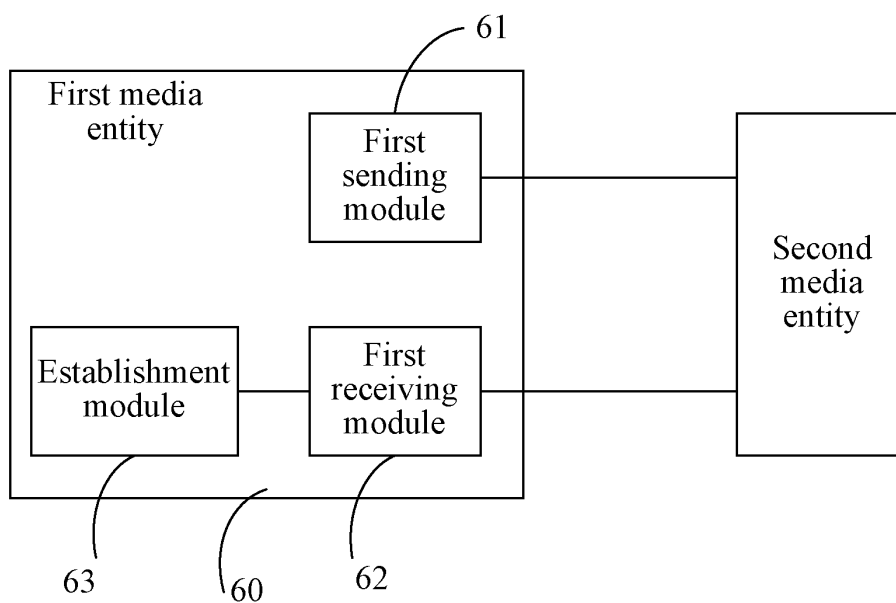 61
First media
entity
First
sending
module
Second
media
entity
Establishment
module
First
receiving
module
63
60
62